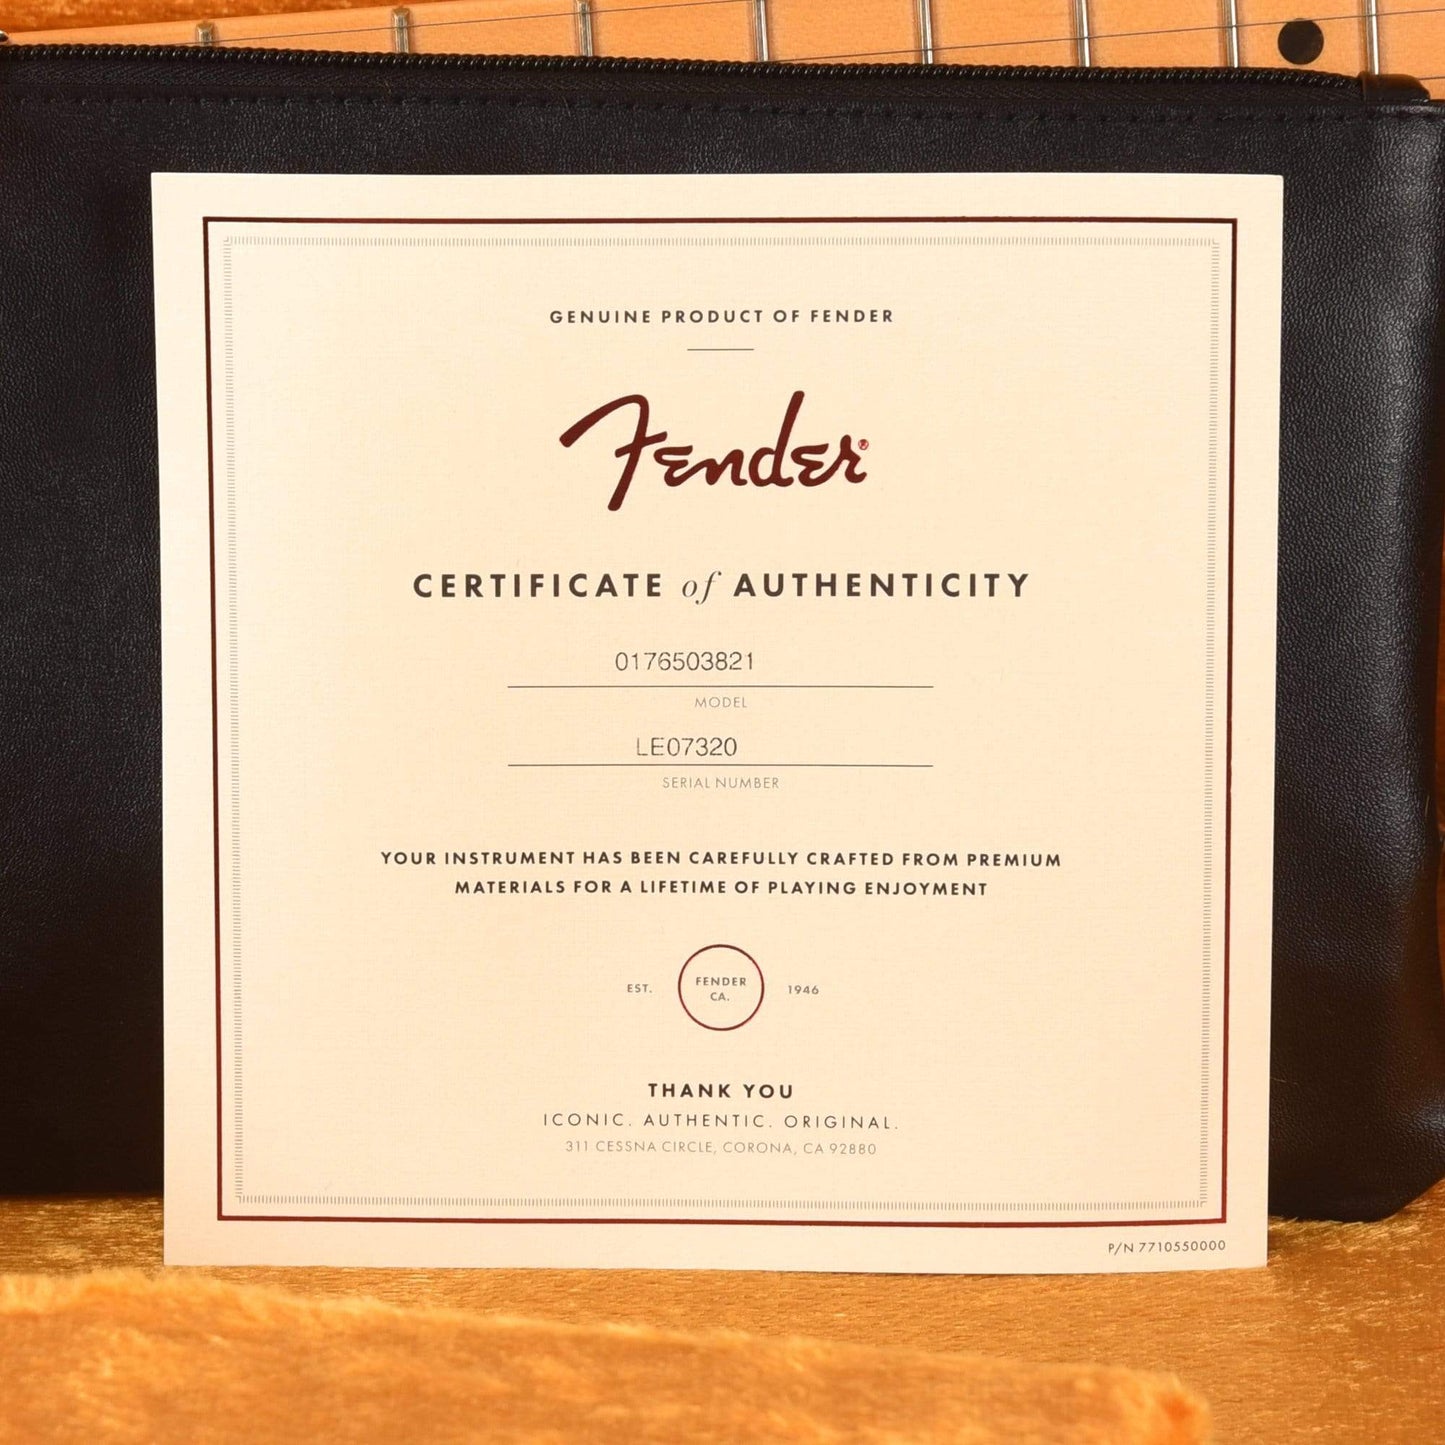 GENUINE PRODUCT OF FENDER
Fender®
CERTIFICATE of AUTHENTICITY
0176503821
MODEL
LE07320
SERIAL NUMBER
YOUR INSTRUMENT HAS BEEN CAREFULLY CRAFTED FROM PREMIUM
MATERIALS FOR A LIFETIME OF PLAYING ENJOYMENT
EST. FENDER 1946
CA.
THANK YOU
ICONIC. AUTHENTIC. ORIGINAL.
311 CESSNA CIRCLE, CORONA, CA 92880
P/N 7710550000